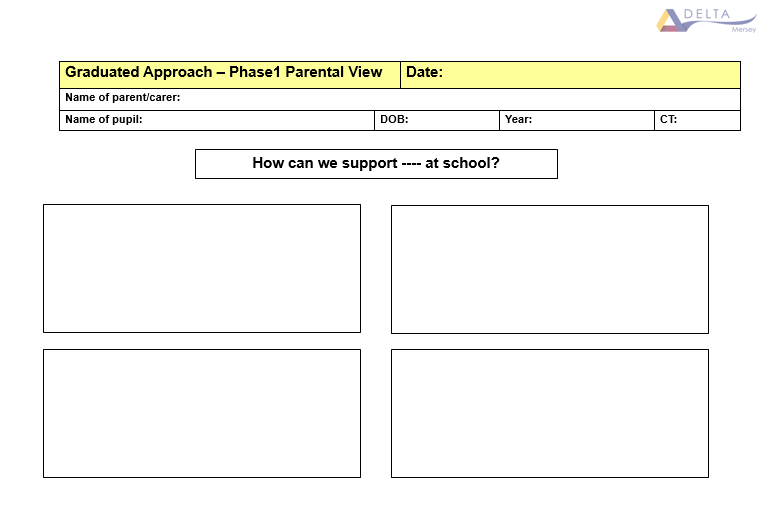 DELTA
Mersey
Graduated Approach – Phase1 Parental View Date:
Name of parent/carer:
Name of pupil: DOB: Year: CT:
How can we support ---- at school?